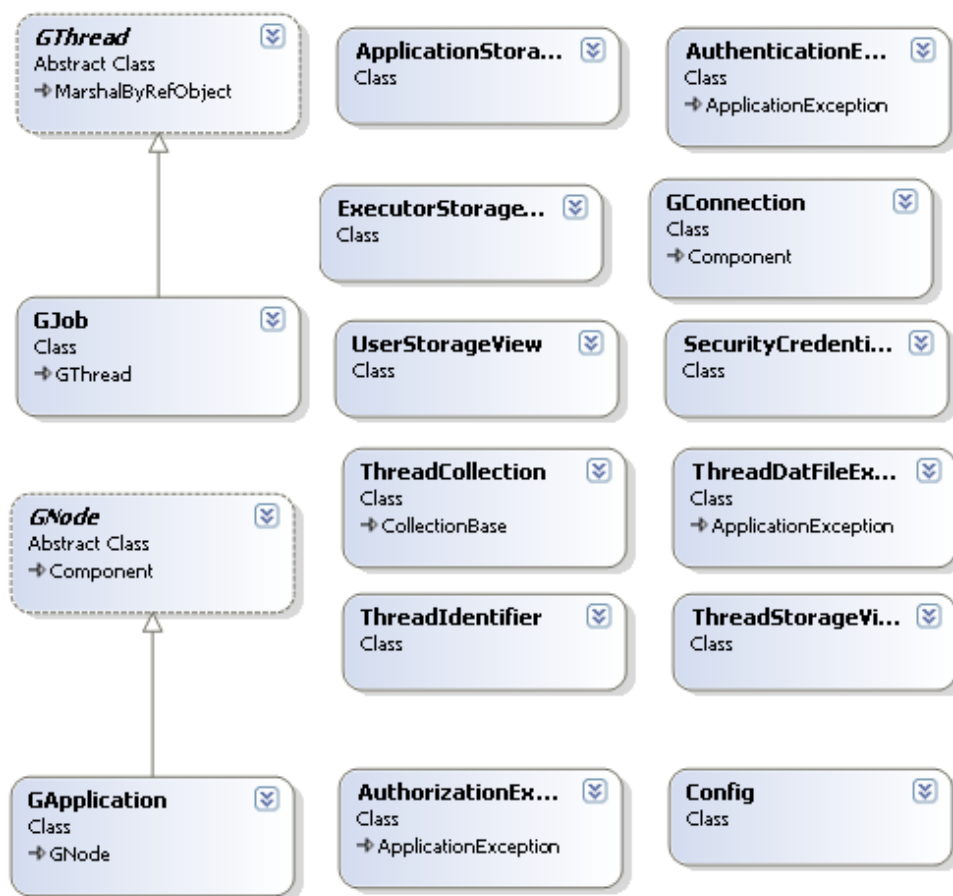 GThread
Abstract Class
MarshalByRefObject
ApplicationStora...
Class
AuthenticationE...
Class
ApplicationException
ExecutorStorage...
Class
GConnection
Class
Component
GJob
Class
GThread
UserStorageView
Class
SecurityCredenti...
Class
ThreadCollection
Class
CollectionBase
ThreadDatFileEx...
Class
ApplicationException
GNode
Abstract Class
Component
ThreadIdentifier
Class
ThreadStorageVi...
Class
GApplication
Class
GNode
AuthorizationEx...
Class
ApplicationException
Config
Class